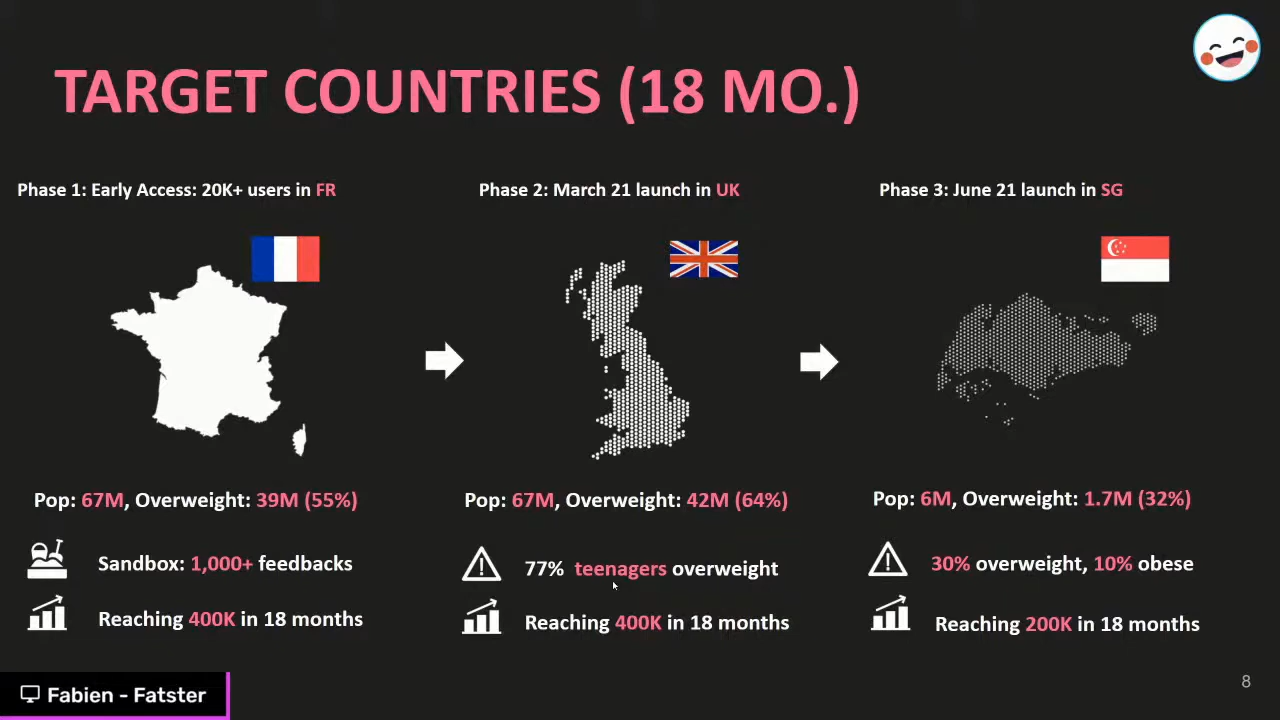 TARGET COUNTRIES (18 MO.)
Phase 1: Early Access: 20K+ users in FR
Phase 2: March 21 launch in UK
Phase 3: June 21 launch in SG
Pop: 67M, Overweight: 39M (55%)
Pop: 67M, Overweight: 42M (64%)
Pop: 6M, Overweight: 1.7M (32%)
Sandbox: 1,000+ feedbacks
77% teenagers overweight
30% overweight, 10% obese
Reaching 400K in 18 months
Reaching 400K in 18 months
Reaching 200K in 18 months
Fabien - Fatster
8